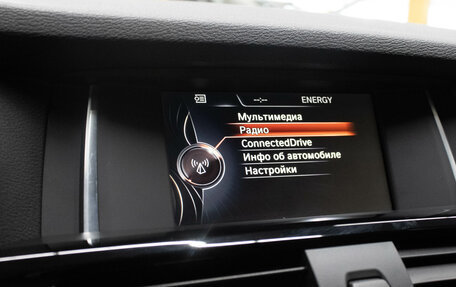 --:-- ENERGY
Мультимедиа
Радио
ConnectedDrive
Инфо об автомобиле
Настройки